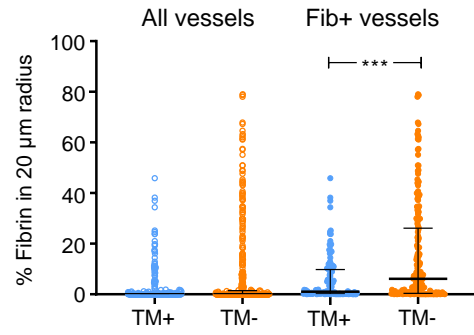 All vessels Fib+ vessels
***
% Fibrin in 20 µm radius
100
80
60
40
20
0
TM+ TM- TM+ TM-